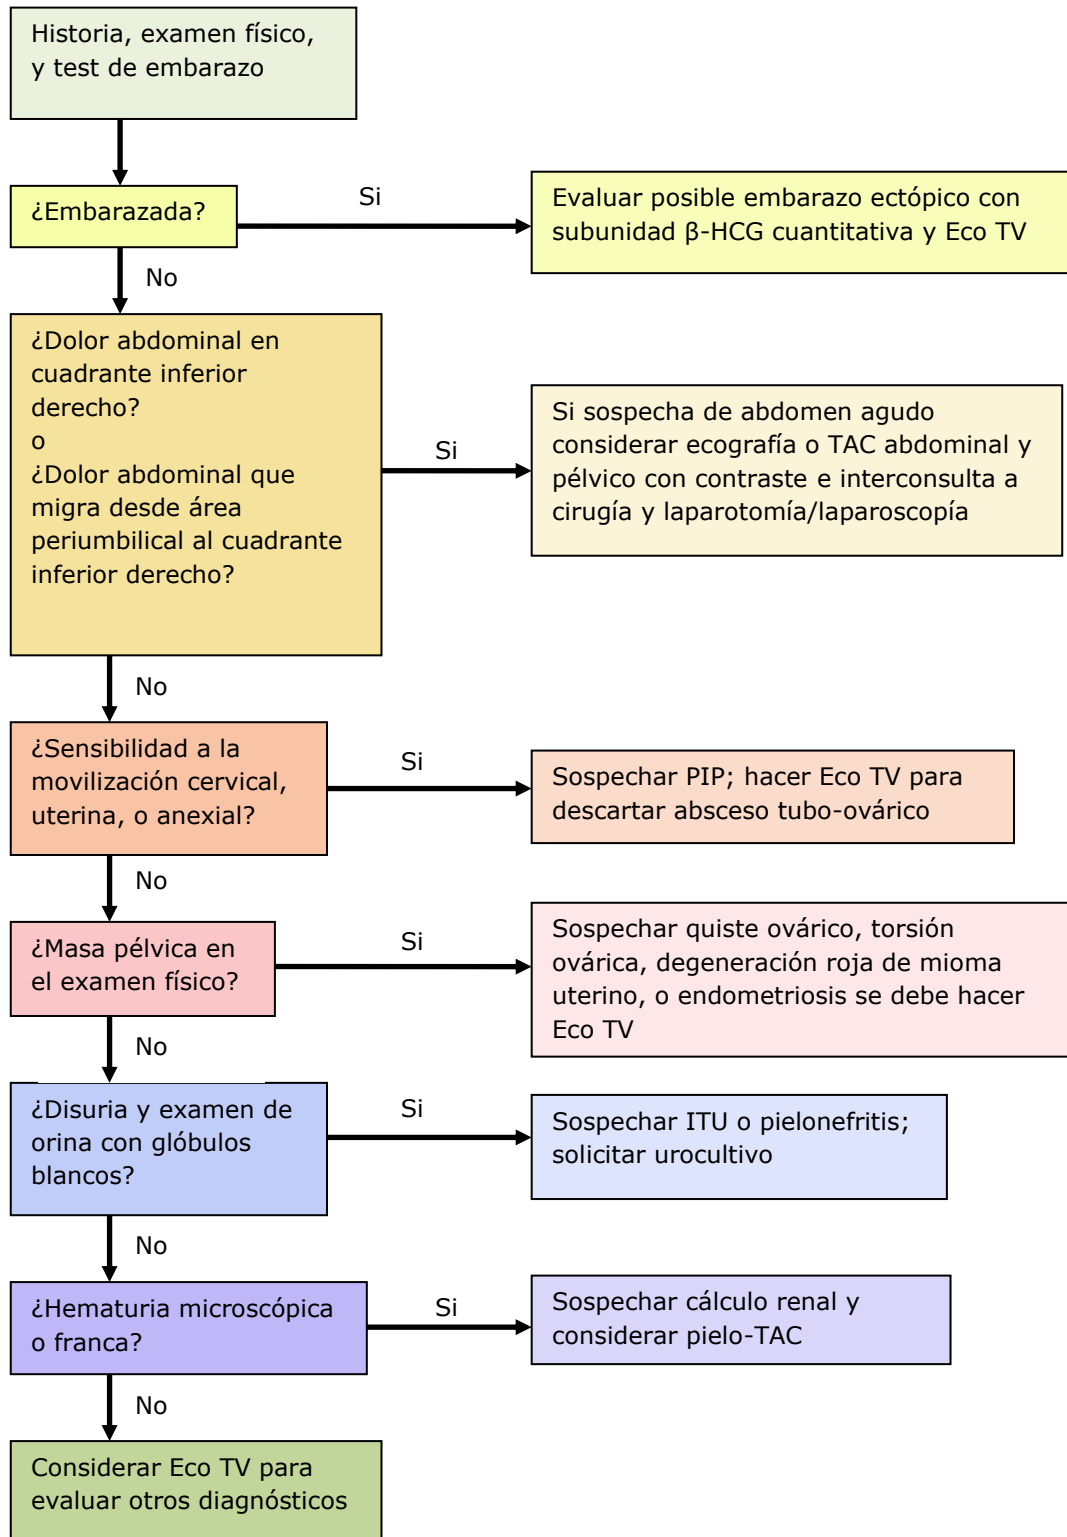 Historia, examen físico,
y test de embarazo
¿Embarazada?
Si
Evaluar posible embarazo ectópico con
subunidad β-HCG cuantitativa y Eco TV
No
¿Dolor abdominal en
cuadrante inferior
derecho?
o
¿Dolor abdominal que
migra desde área
periumbilical al cuadrante
inferior derecho?
Si
Si sospecha de abdomen agudo
considerar ecografía o TAC abdominal y
pélvico con contraste e interconsulta a
cirugía y laparotomía/laparoscopía
No
¿Sensibilidad a la
movilización cervical,
uterina, o anexial?
Si
Sospechar PIP; hacer Eco TV para
descartar absceso tubo-ovárico
No
¿Masa pélvica en
el examen físico?
Si
Sospechar quiste ovárico, torsión
ovárica, degeneración roja de mioma
uterino, o endometriosis se debe hacer
Eco TV
No
¿Disuria y examen de
orina con glóbulos
blancos?
Si
Sospechar ITU o pielonefritis;
solicitar urocultivo
No
¿Hematuria microscópica
o franca?
Si
Sospechar cálculo renal y
considerar pielo-TAC
No
Considerar Eco TV para
evaluar otros diagnósticos